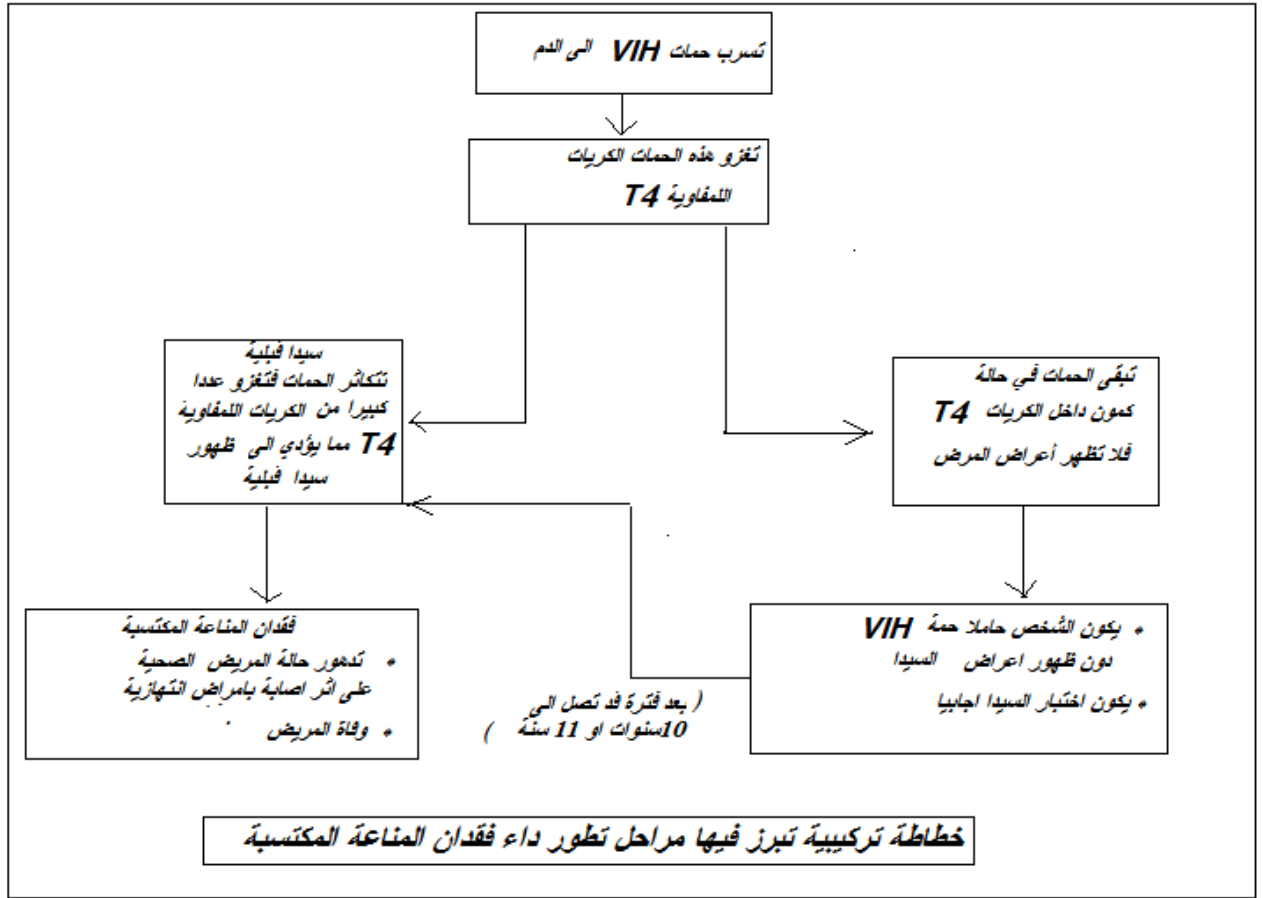 تسرب حمات VIH الى الدم
تغزو هذه الحمات الكريات
اللمفاوية T4
تبقى الحمات في حالة
كمون داخل الكريات T4
فلا تظهر أعراض المرض
سيدا قبلية
تتكاثر الحمات فتغزو عددا
كبيرا من الكريات اللمفاوية
T4 مما يؤدي الى ظهور
سيدا قبلية
* يكون الشخص حاملا حمة VIH
دون ظهور اعراض السيدا
* يكون اختبار السيدا اجابيا
( بعد فترة قد تصل الى
10سنوات او 11 سنة )
فقدان المناعة المكتسبة
* تدهور حالة المريض الصحية
على اثر اصابة بامراض انتهازية
* وفاة المريض
خطاطة تركيبية تبرز فيها مراحل تطور داء فقدان المناعة المكتسبة